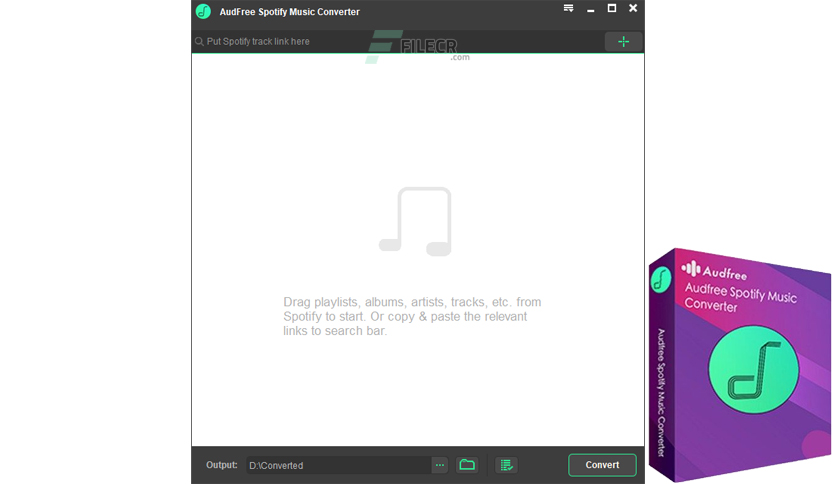 AudFree Spotify Music Converter
Put Spotify track link here
FILECR
.com
Drag playlists, albums, artists, tracks, etc. from
Spotify to start. Or copy & paste the relevant
links to search bar.
Output:
D:\Converted
...
Convert
Audfree
Audfree Spotify Music
Converter
Audfree Spotify Music Converter